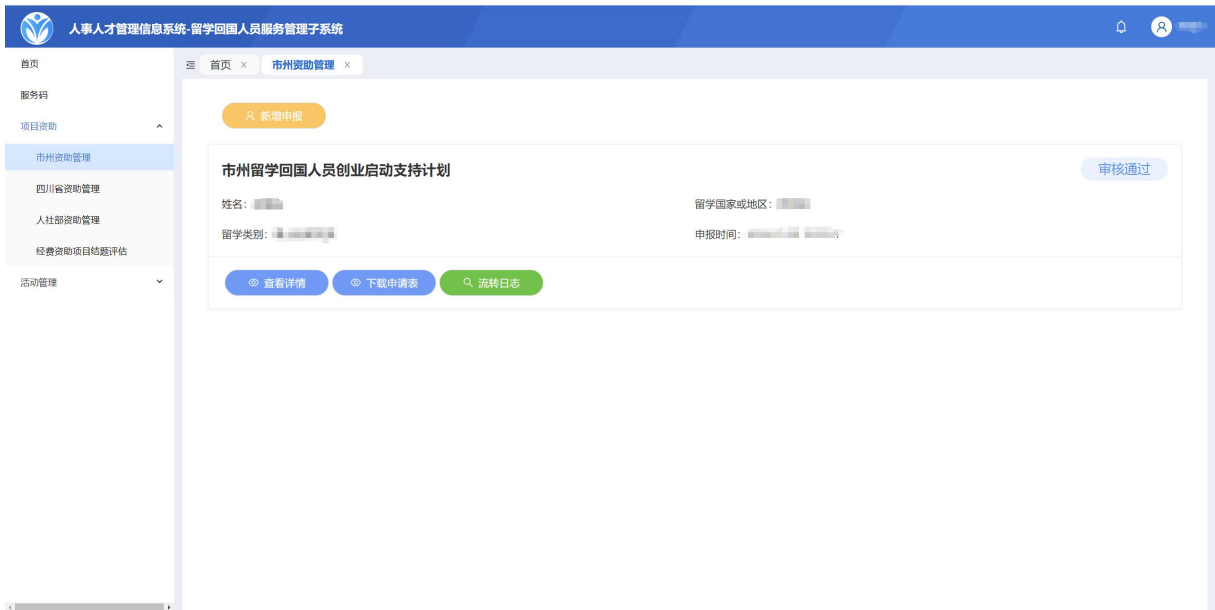 人事人才管理信息系统-留学回国人员服务管理子系统
首页
服务码
项目资助
市州资助管理
四川省资助管理
人社部资助管理
经费资助项目结题评估
活动管理
首页 × 市州资助管理 ×
新增申报
市州留学回国人员创业启动支持计划 审核通过
姓名: 留学国家或地区:
留学类别: 申报时间:
查看详情 下载申请表 流转日志